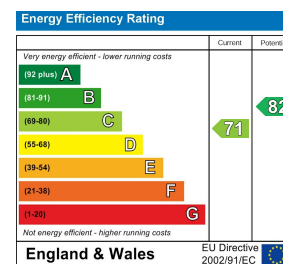 Energy Efficiency Rating
Current Potenti
Very energy efficient - lower running costs
(92 plus) A
(81-91) B
82
(69-80) C
71
(55-68) D
(39-54) E
(21-38) F
(1-20) G
Not energy efficient - higher running costs
England & Wales
EU Directive
2002/91/EC